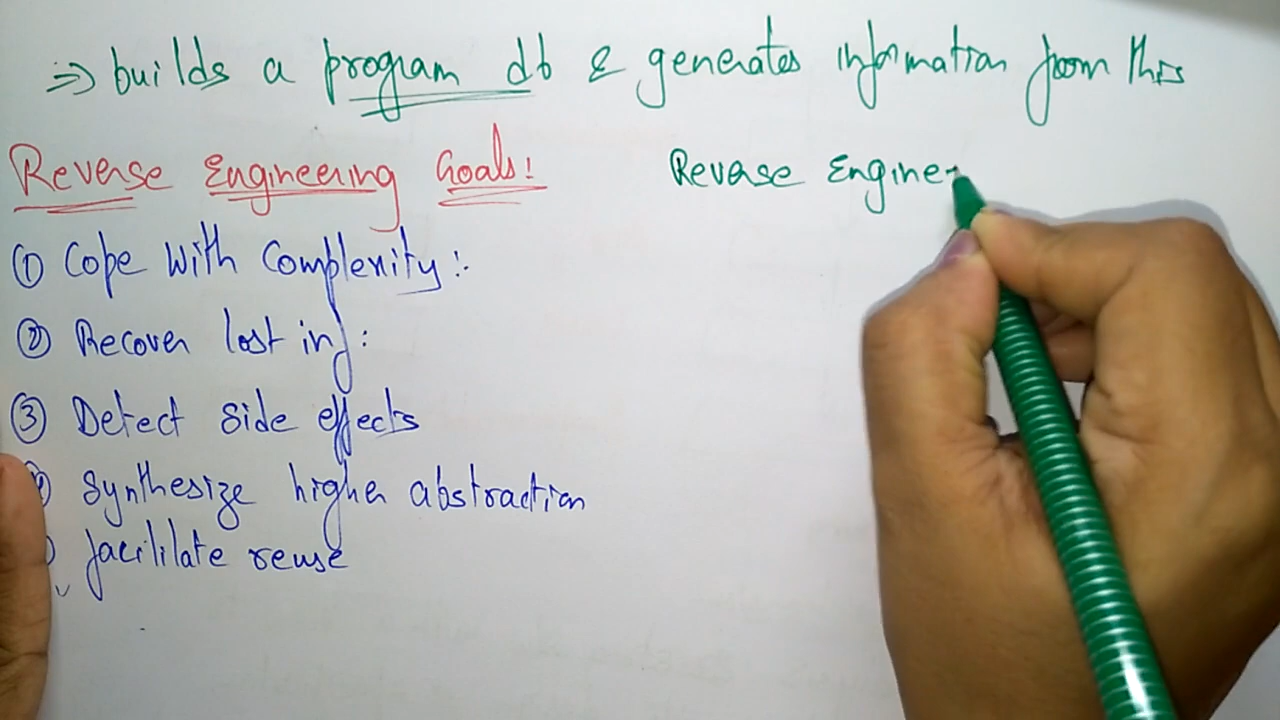 ⇒ builds a program db & generates information from this
Reverse Engineering Goals:
Reverse Engine
① Cope with Complexity :-
② Recover lost inf :
③ Detect side effects
Synthesize higher abstraction
facilitate reuse